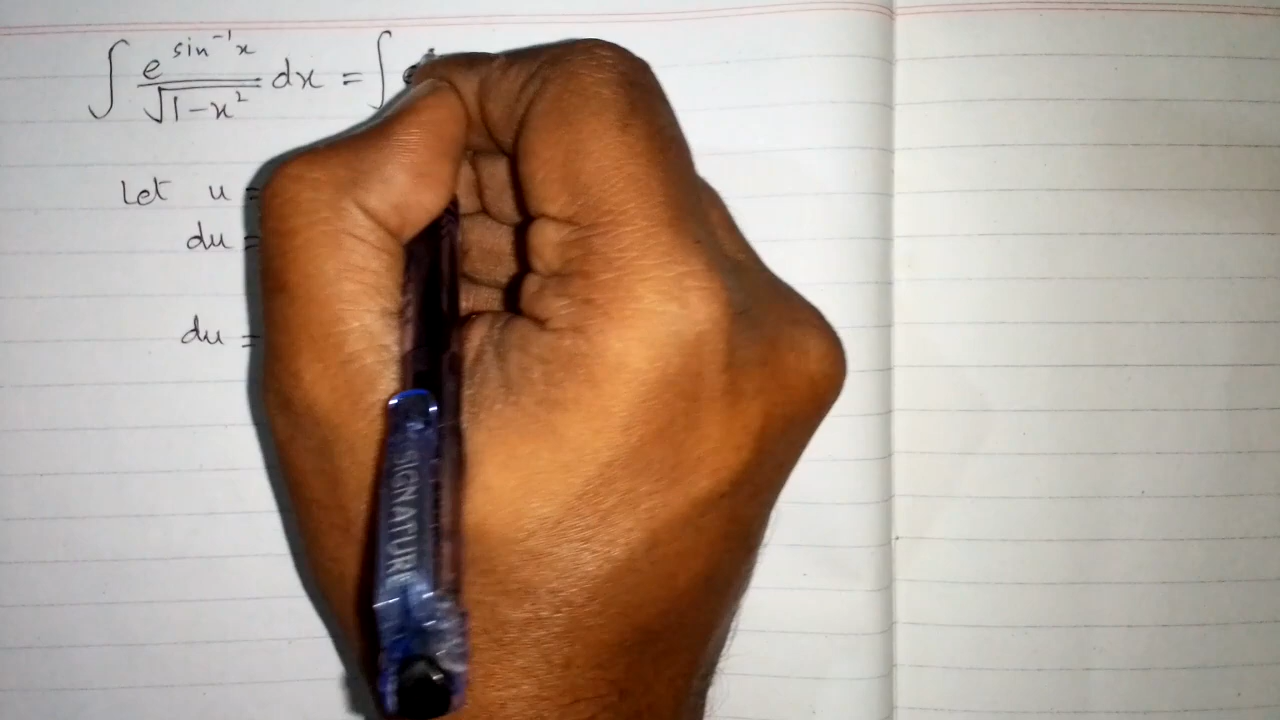 ∫ e^(sin⁻¹x) / √(1-x²) dx = ∫ e
Let u =
du =
du =
SIGNATURE